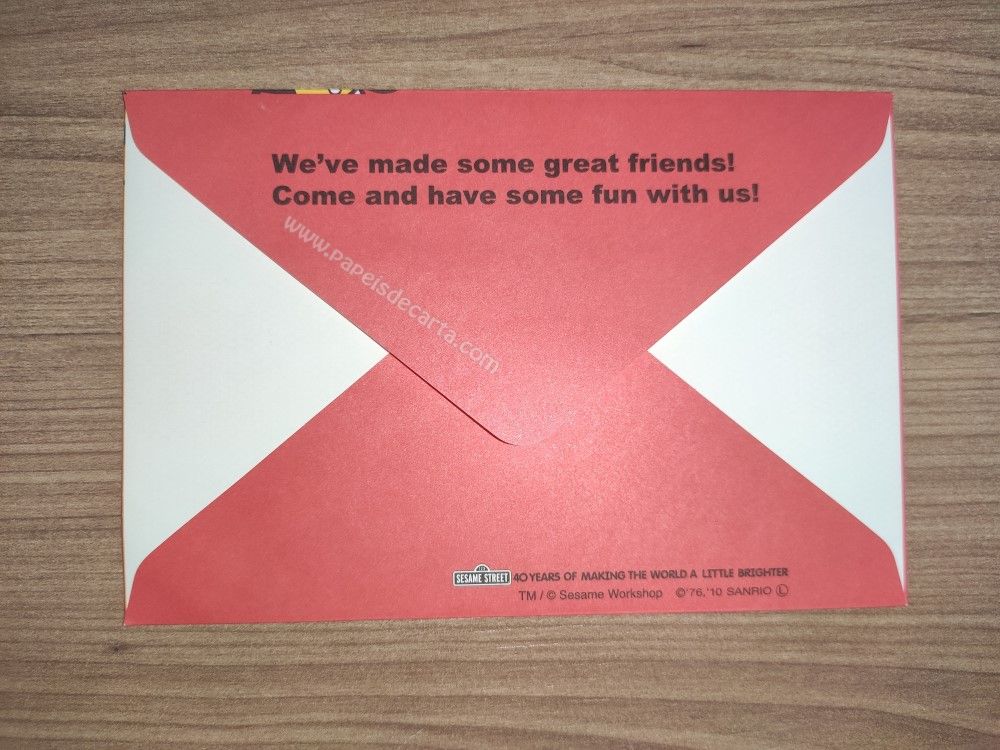 We've made some great friends!
Come and have some fun with us!
www.papeisdecarta.com
SESAME STREET 40 YEARS OF MAKING THE WORLD A LITTLE BRIGHTER
TM / © Sesame Workshop ©'76,'10 SANRIO Ⓛ